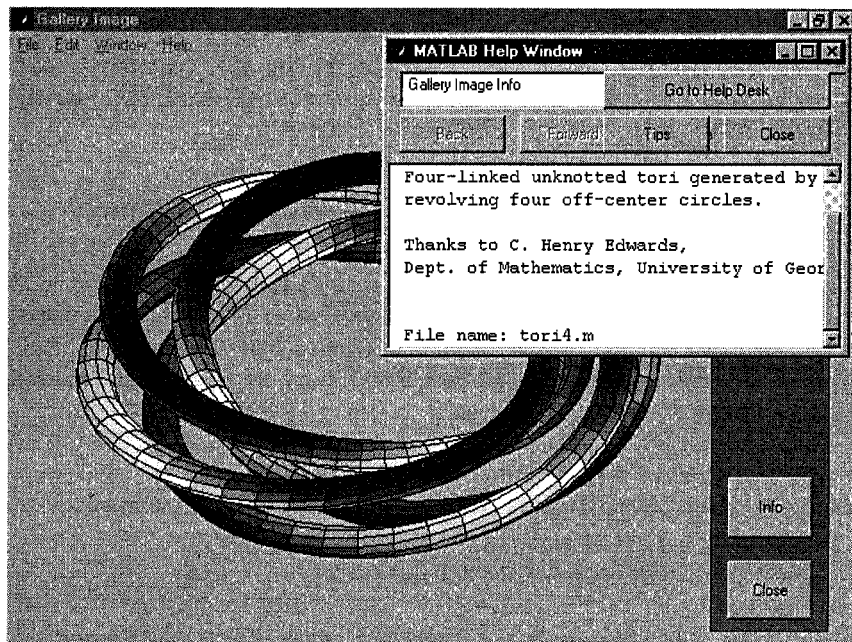 Gallery Image
File Edit Window Help
MATLAB Help Window
Gallery Image Info
Go to Help Desk
Back
Forward
Tips
Close
Four-linked unknotted tori generated by
revolving four off-center circles.
Thanks to C. Henry Edwards,
Dept. of Mathematics, University of Geor
File name: tori4.m
Info
Close